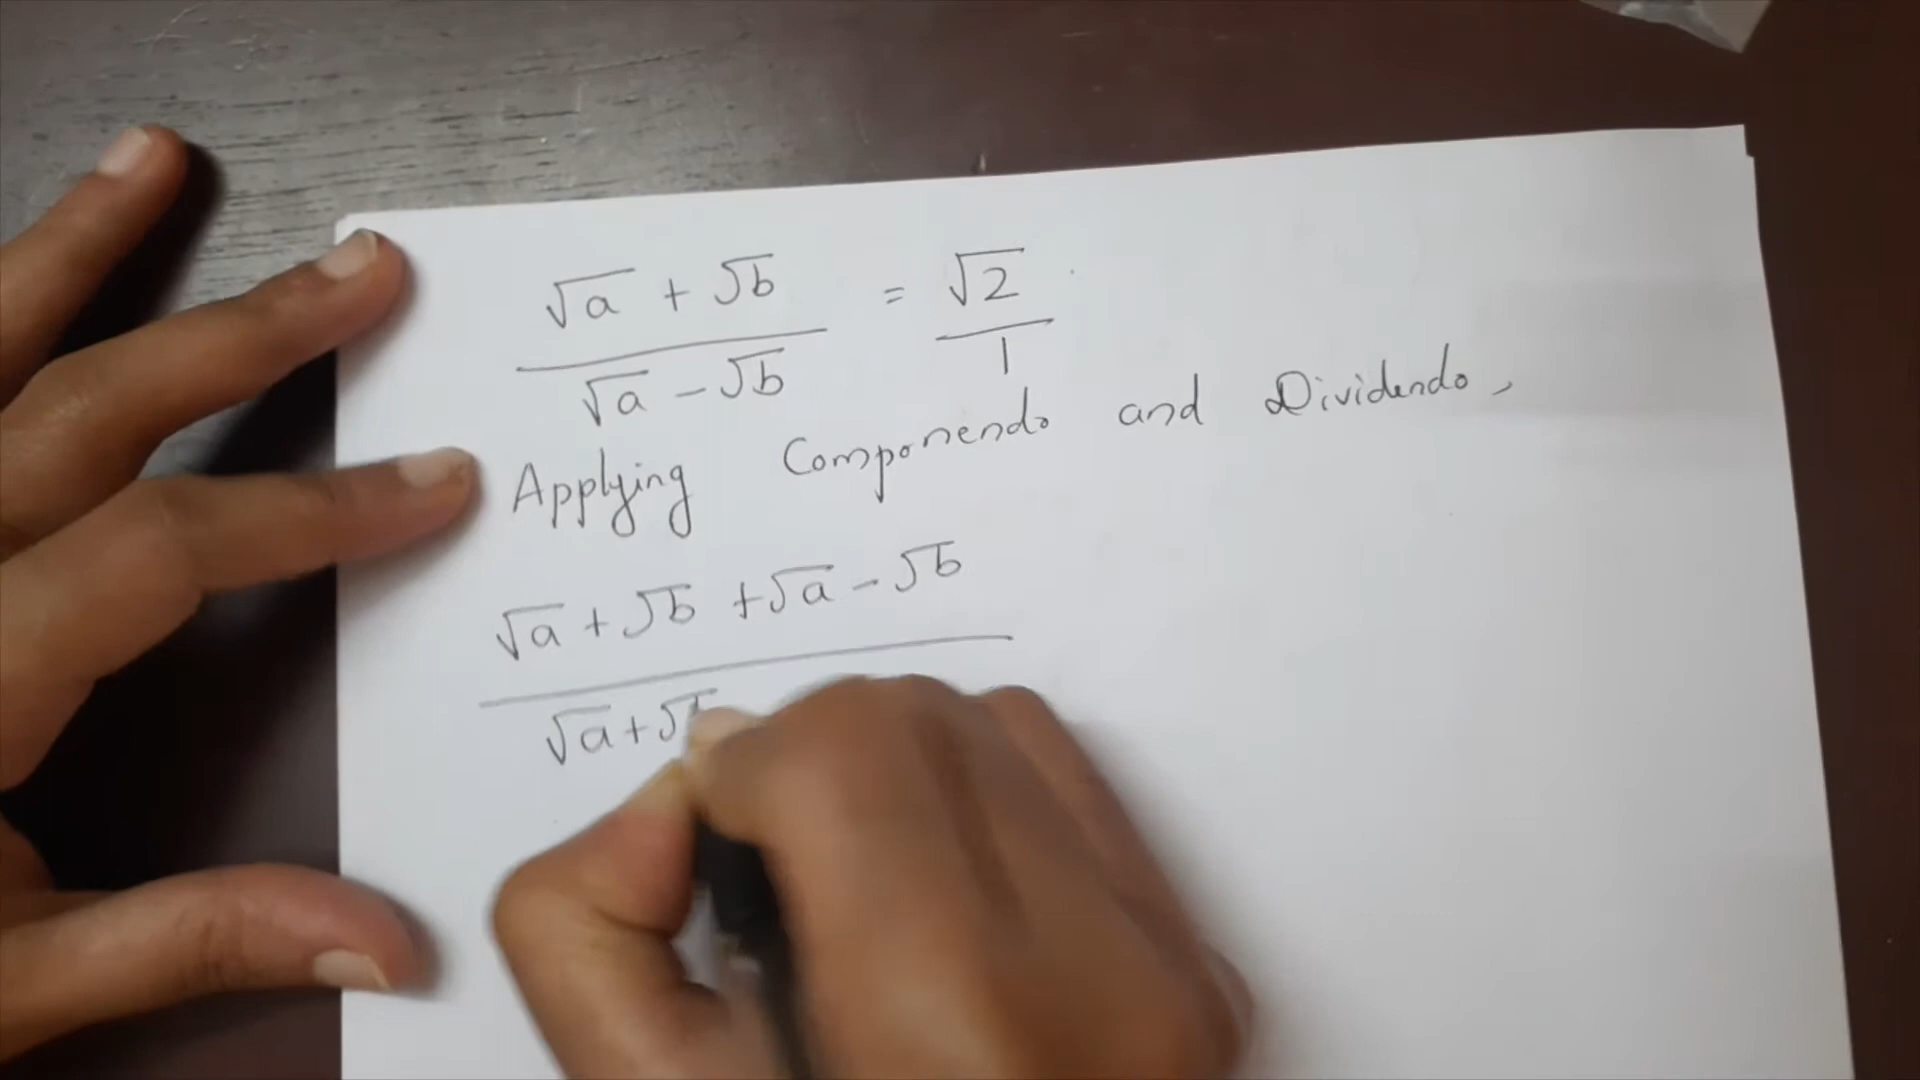 √a + √b = √2
√a - √b   1
Applying Componendo and Dividendo,
√a + √b + √a - √b
√a + √